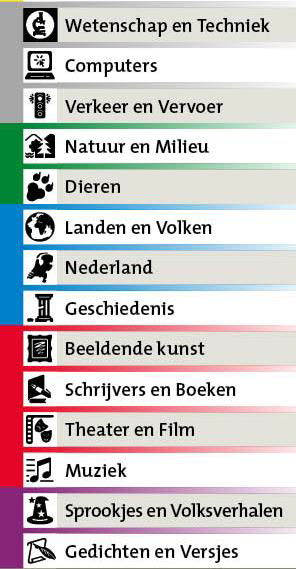 Wetenschap en Techniek
Computers
Verkeer en Vervoer
Natuur en Milieu
Dieren
Landen en Volken
Nederland
Geschiedenis
Beeldende kunst
Schrijvers en Boeken
Theater en Film
Muziek
Sprookjes en Volksverhalen
Gedichten en Versjes